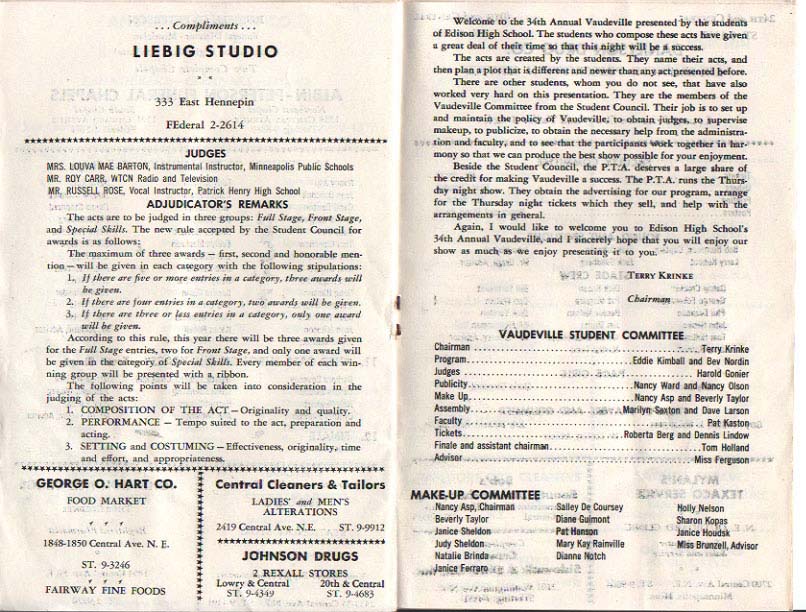 ... Compliments ...
LIEBIG STUDIO
333 East Hennepin
FEderal 2-2614
JUDGES
MRS. LOUVA MAE BARTON, Instrumental Instructor, Minneapolis Public Schools
MR. ROY CARR, WTCN Radio and Television
MR. RUSSELL ROSE, Vocal Instructor, Patrick Henry High School
ADJUDICATOR'S REMARKS
The acts are to be judged in three groups: Full Stage, Front Stage,
and Special Skills. The new rule accepted by the Student Council for
awards is as follows:
The maximum of three awards – first, second and honorable men-
tion – will be given in each category with the following stipulations:
1. If there are five or more entries in a category, three awards will
be given.
2. If there are four entries in a category, two awards will be given.
3. If there are three or less entries in a category, only one award
will be given.
According to this rule, this year there will be three awards given
for the Full Stage entries, two for Front Stage, and only one award will
be given in the category of Special Skills. Every member of each win-
ning group will be presented with a ribbon.
The following points will be taken into consideration in the
judging of the acts:
1. COMPOSITION OF THE ACT – Originality and quality.
2. PERFORMANCE – Tempo suited to the act, preparation and
acting.
3. SETTING and COSTUMING – Effectiveness, originality, time
and effort, and appropriateness.
GEORGE O. HART CO.
FOOD MARKET
1848-1850 Central Ave. N. E.
ST. 9-3246
FAIRWAY FINE FOODS
Central Cleaners & Tailors
LADIES' and MEN'S
ALTERATIONS
2419 Central Ave. N.E. ST. 9-9912
JOHNSON DRUGS
2 REXALL STORES
Lowry & Central 20th & Central
ST. 9-4349 ST. 9-4683
Welcome to the 34th Annual Vaudeville presented by the students
of Edison High School. The students who compose these acts have given
a great deal of their time so that this night will be a success.
The acts are created by the students. They name their acts, and
then plan a plot that is different and newer than any act presented before.
There are other students, whom you do not see, that have also
worked very hard on this presentation. They are the members of the
Vaudeville Committee from the Student Council. Their job is to set up
and maintain the policy of Vaudeville, to obtain judges, to supervise
makeup, to publicize, to obtain the necessary help from the administra-
tion and faculty, and to see that the participants work together in har-
mony so that we can produce the best show possible for your enjoyment.
Beside the Student Council, the P.T.A. deserves a large share of
the credit for making Vaudeville a success. The P.T.A. runs the Thurs-
day night show. They obtain the advertising for our program, arrange
for the Thursday night tickets which they sell, and help with the
arrangements in general.
Again, I would like to welcome you to Edison High School's
34th Annual Vaudeville, and I sincerely hope that you will enjoy our
show as much as we enjoy presenting it to you.
TERRY KRINKE
Chairman
VAUDEVILLE STUDENT COMMITTEE
Chairman ... Terry Krinke
Program ... Eddie Kimball and Bev Nordin
Judges ... Harold Gonier
Publicity ... Nancy Ward and Nancy Olson
Make Up ... Nancy Asp and Beverly Taylor
Assembly ... Marilyn Saxton and Dave Larson
Faculty ... Pat Kaston
Tickets ... Roberta Berg and Dennis Lindow
Finale and assistant chairman ... Tom Holland
Advisor ... Miss Ferguson
MAKE-UP COMMITTEE
Nancy Asp, Chairman Salley De Coursey Holly Nelson
Beverly Taylor Diane Guimont Sharon Kopas
Janice Sheldon Pat Hanson Janice Houdsk
Judy Sheldon Mary Kay Rainville Miss Brunzell, Advisor
Natalie Brinda Dianne Notch
Janice Ferraro